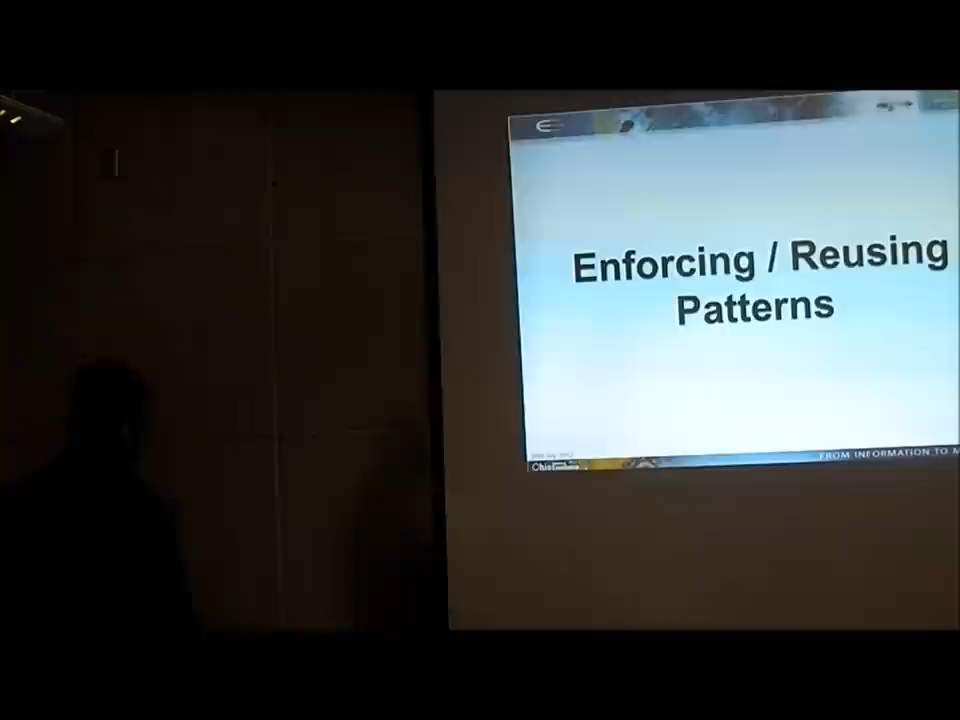 Enforcing / Reusing
Patterns
FROM INFORMATION TO M